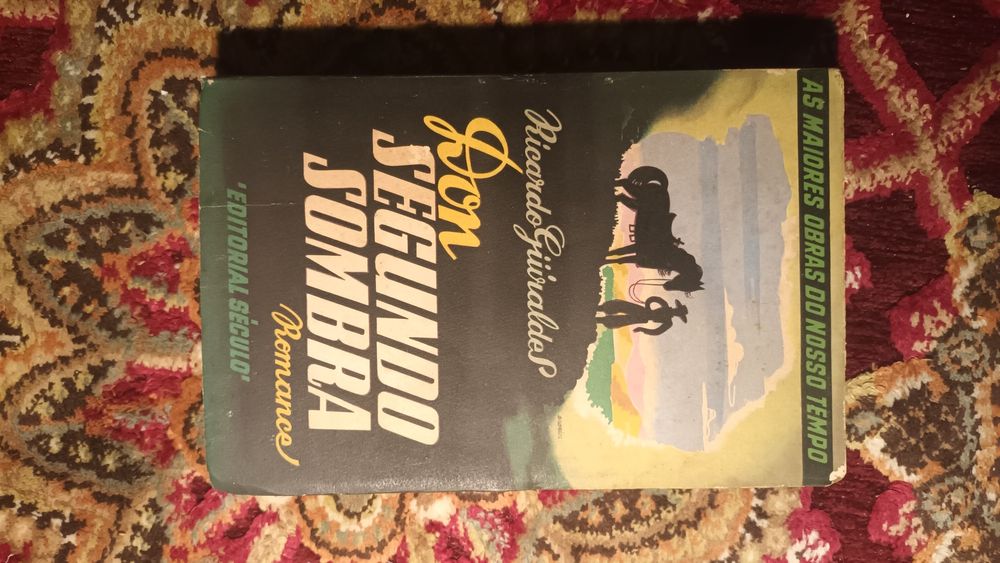 AS MAIORES OBRAS DO NOSSO TEMPO
Ricardo Güiraldes
Don
SEGUNDO
SOMBRA
Romance
"EDITORIAL SÉCULO"